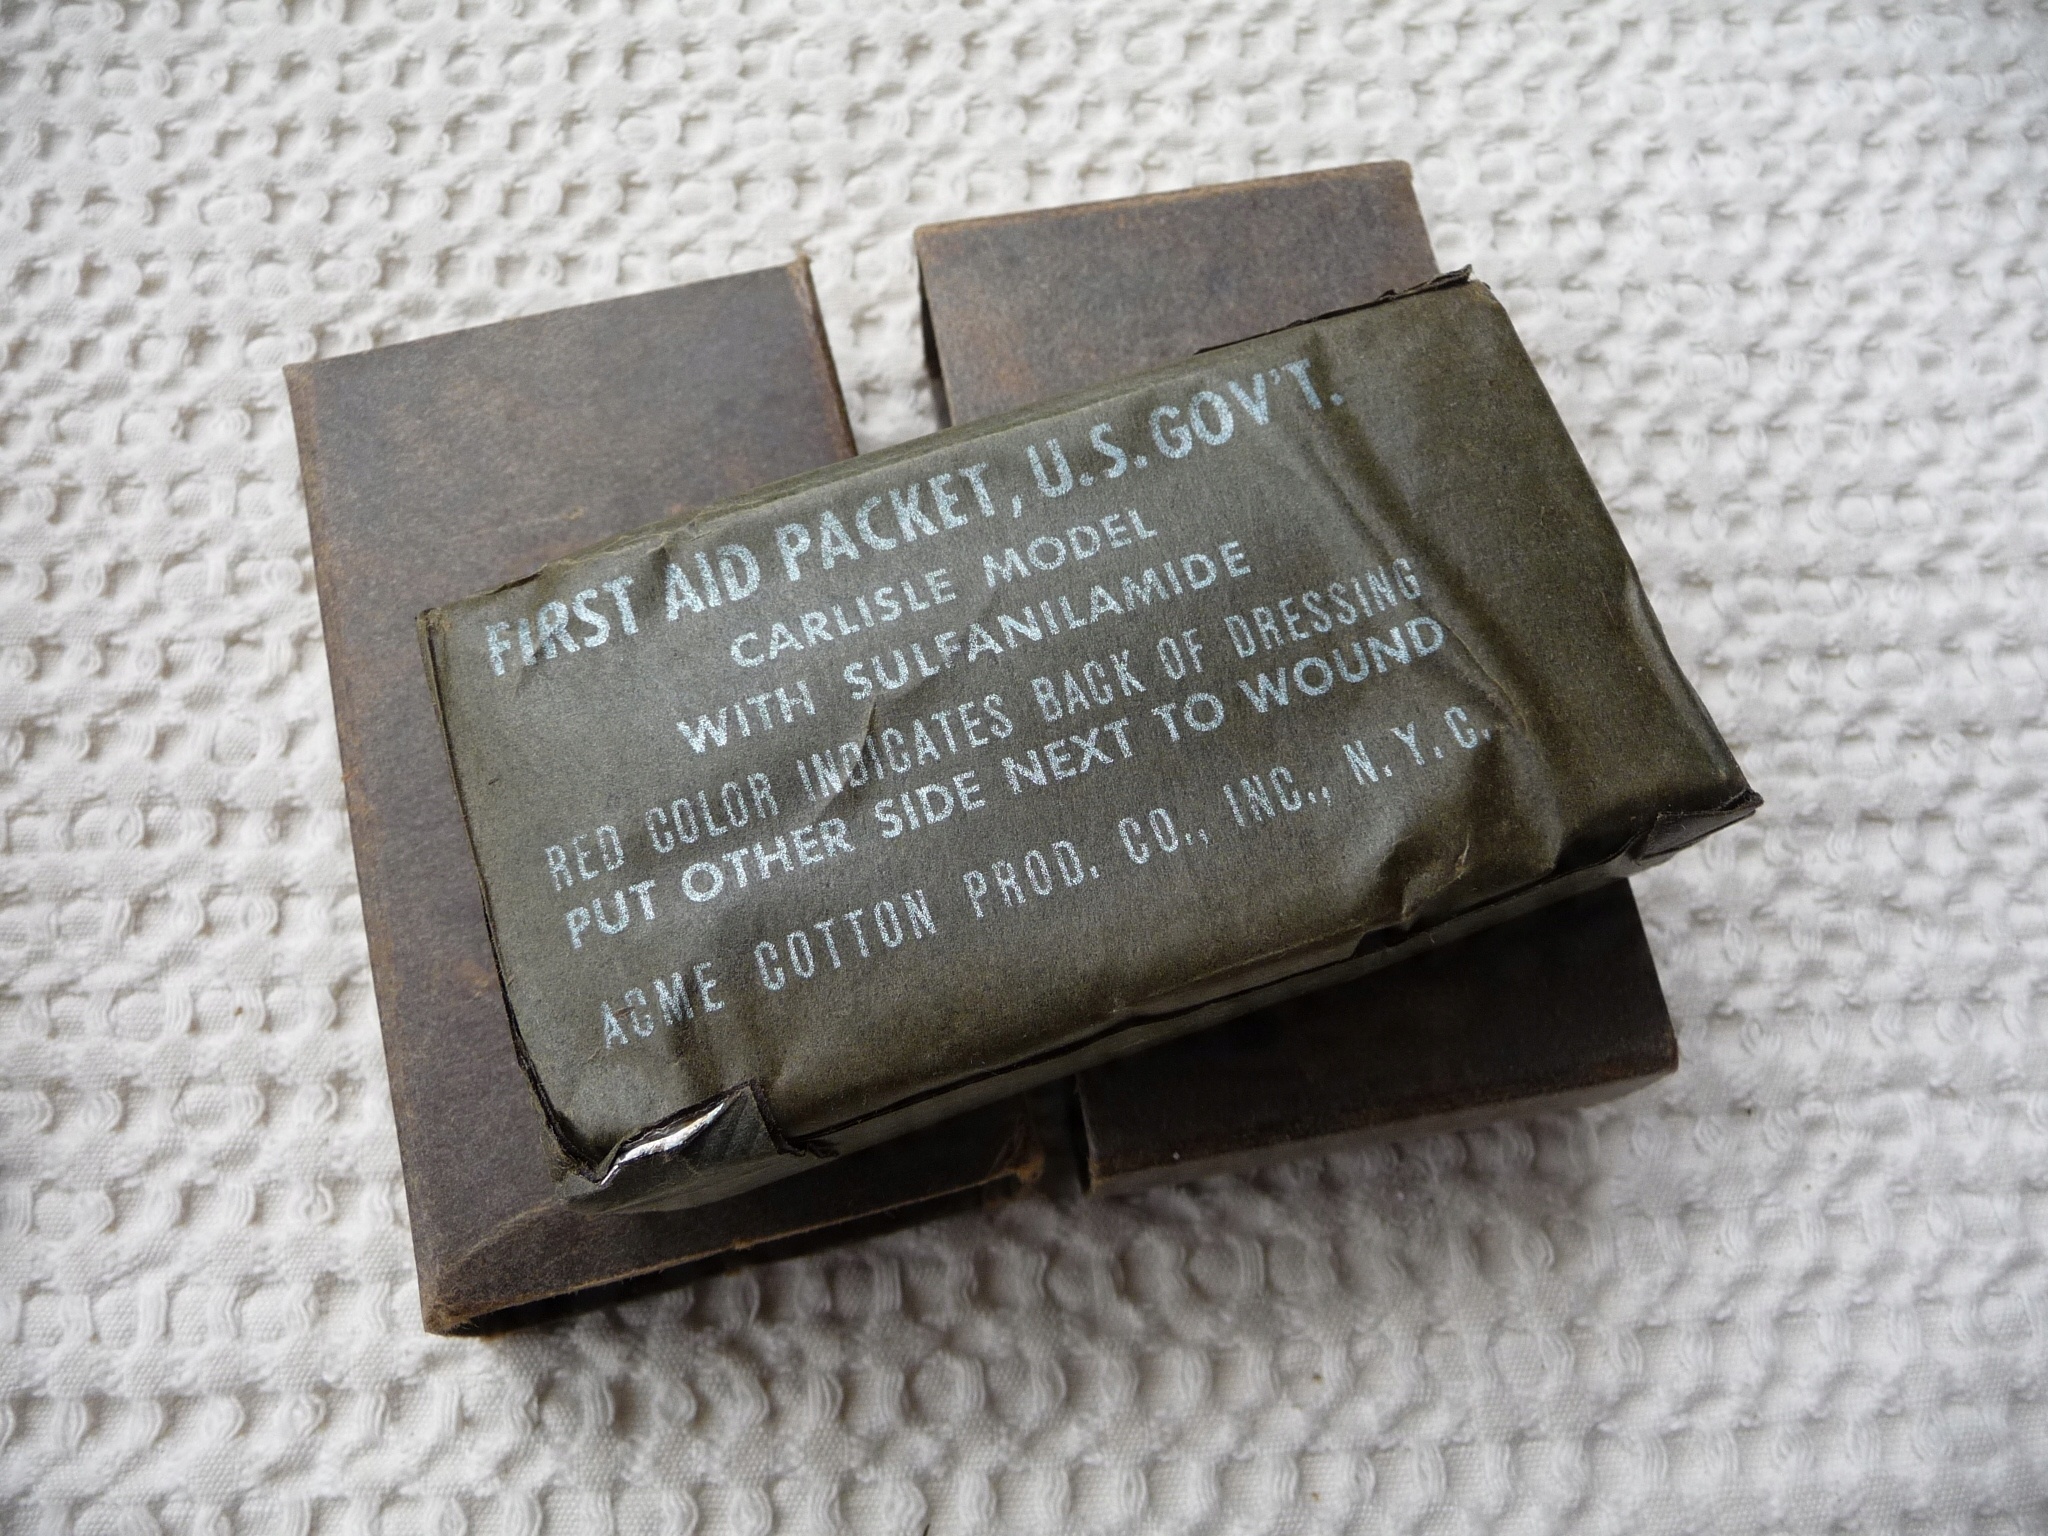 FIRST AID PACKET, U.S. GOV'T.
CARLISLE MODEL
WITH SULFANILAMIDE
RED COLOR INDICATES BACK OF DRESSING
PUT OTHER SIDE NEXT TO WOUND
ACME COTTON PROD. CO., INC., N. Y. C.